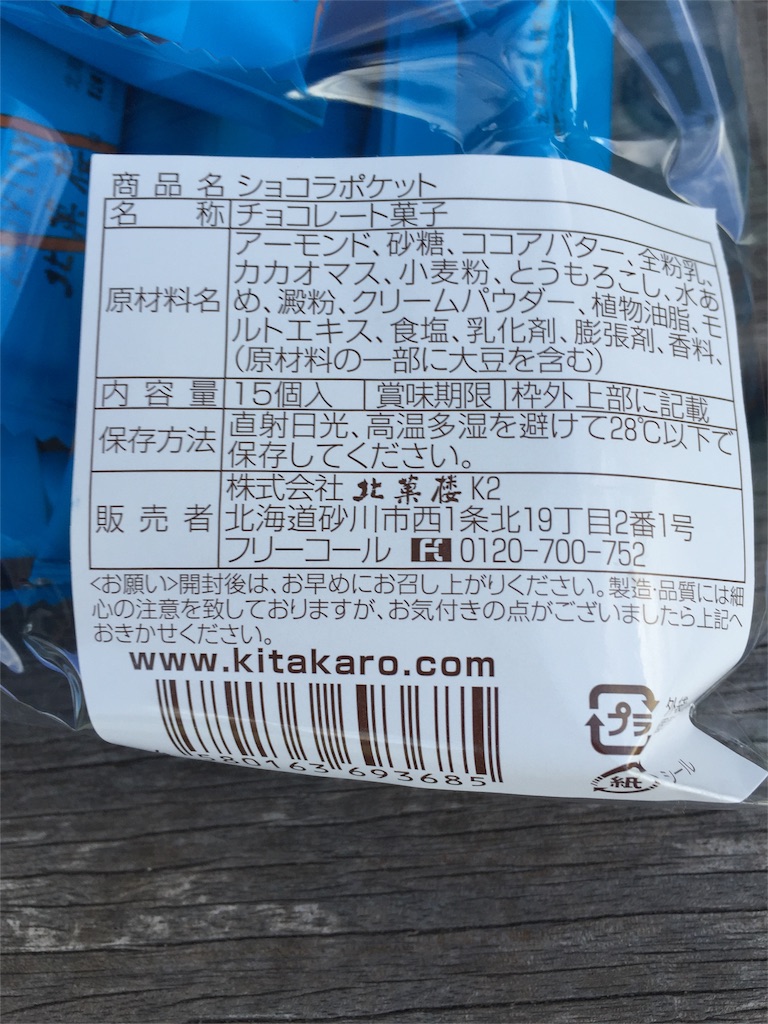 商品名 ショコラポケット
名称 チョコレート菓子
原材料名 アーモンド、砂糖、ココアバター、全粉乳、
カカオマス、小麦粉、とうもろこし、水あ
め、澱粉、クリームパウダー、植物油脂、モ
ルトエキス、食塩、乳化剤、膨張剤、香料、
(原材料の一部に大豆を含む)
内容量 15個入 賞味期限 枠外上部に記載
保存方法 直射日光、高温多湿を避けて28℃以下で
保存してください。
販売者 株式会社 北菓楼 K2
北海道砂川市西1条北19丁目2番1号
フリーコール 0120-700-752
<お願い>開封後は、お早めにお召し上がりください。製造・品質には細
心の注意を致しておりますが、お気付きの点がございましたら上記へ
おきかせください。
www.kitakaro.com
580163 693685
プラ 外袋
紙 シール